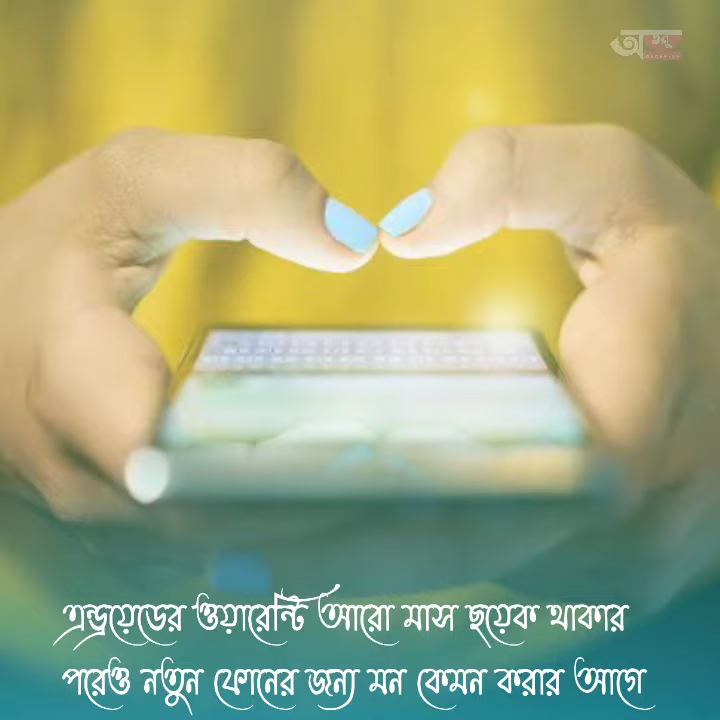 এন্ড্রয়েডের ওয়ারেন্টি আরো মাস ছয়েক থাকার
পরেও নতুন ফোনের জন্য মন কেমন করার আগে